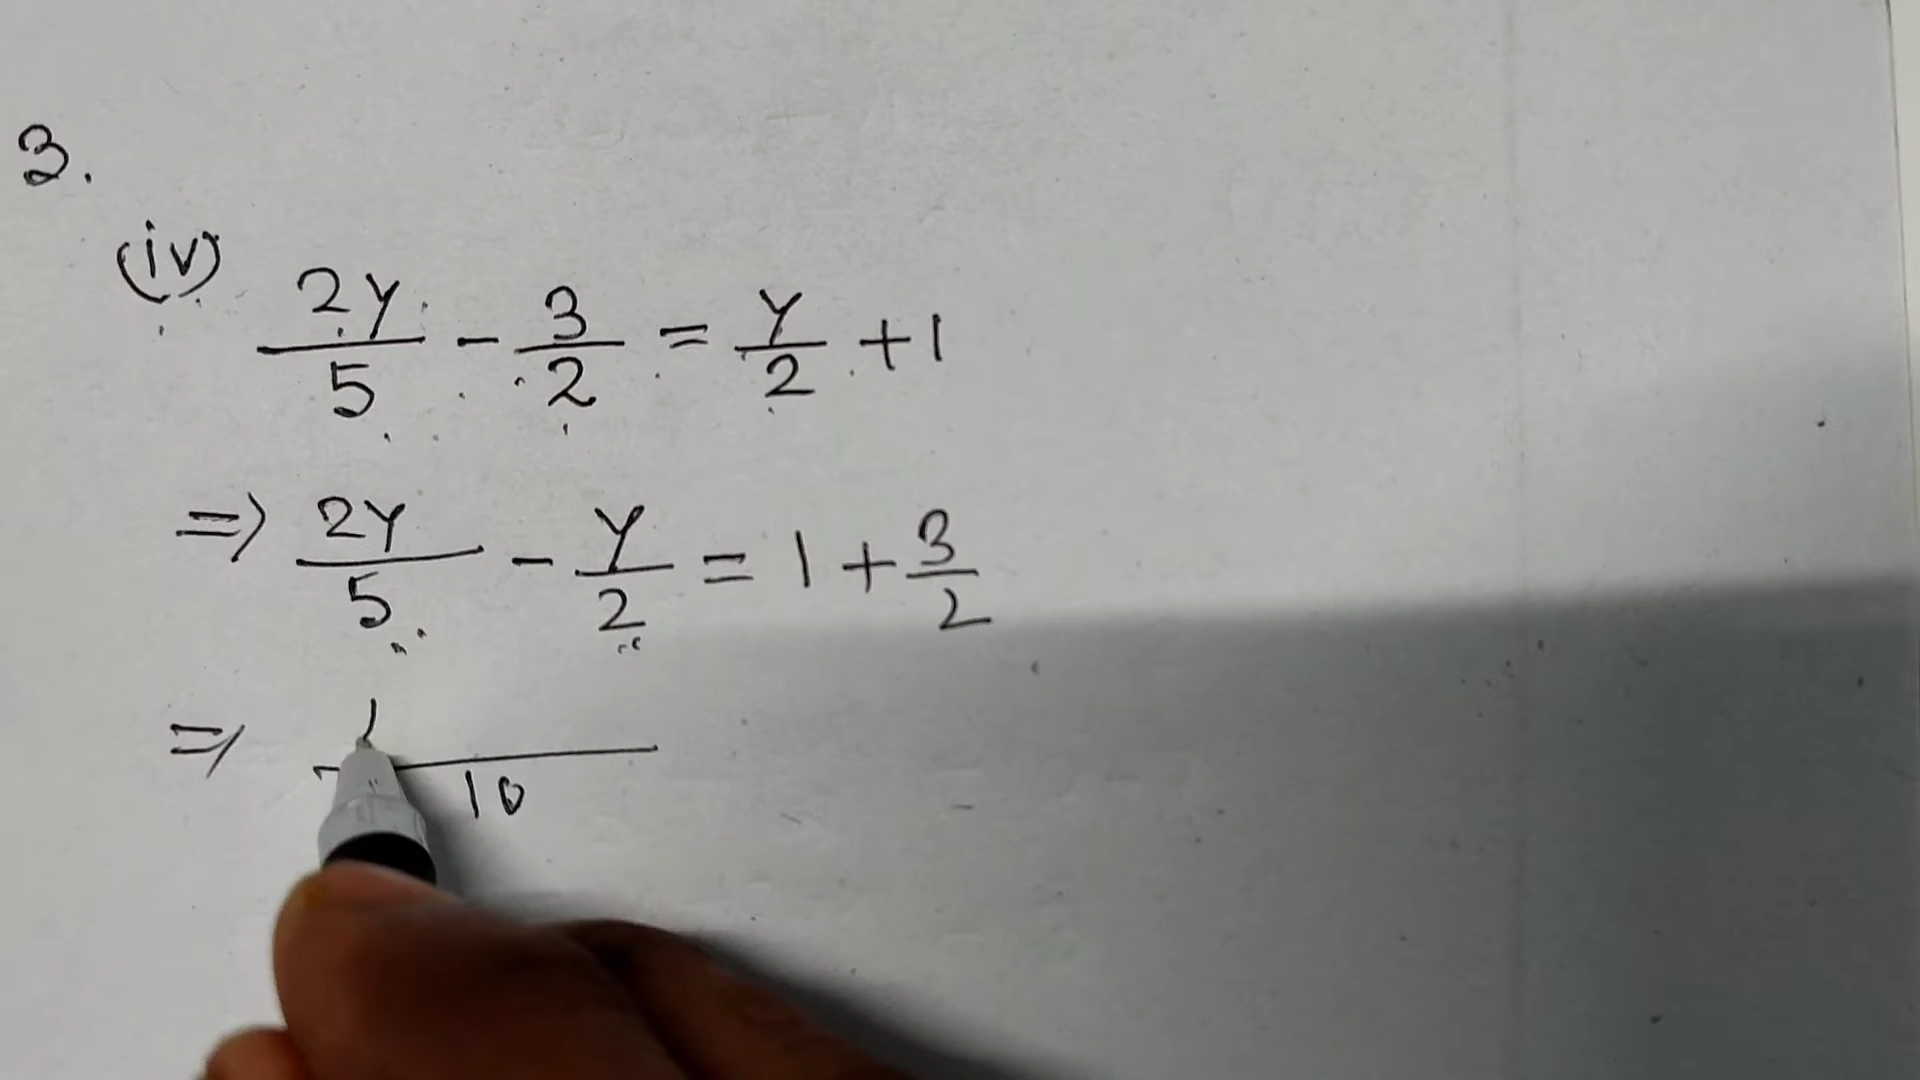 3.
(iv) 2y/5 - 3/2 = y/2 + 1
=> 2y/5 - y/2 = 1 + 3/2
=> /10